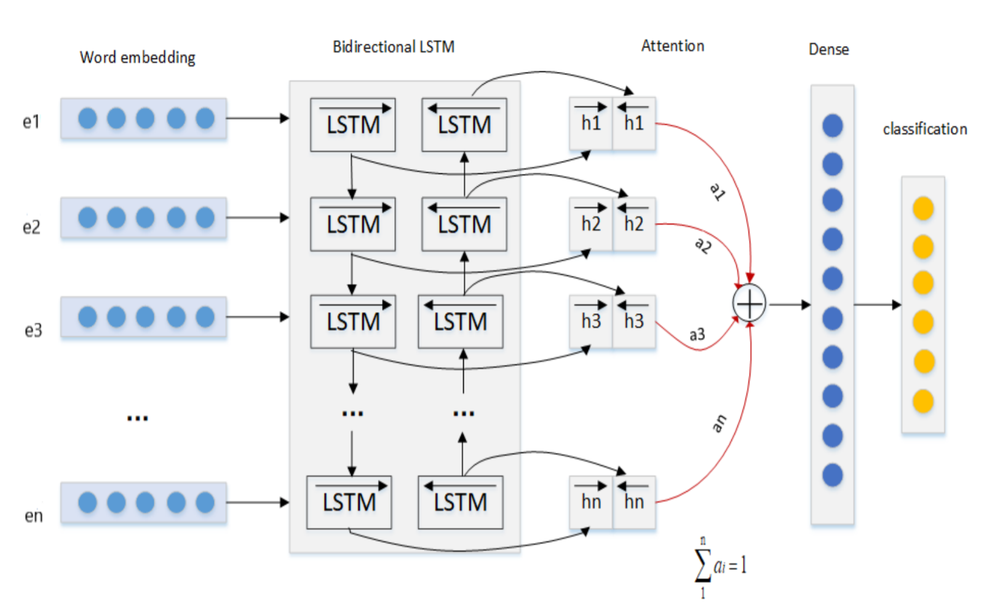 Word embedding
Bidirectional LSTM
Attention
Dense
classification
e1
LSTM
LSTM
h1
h1
a1
e2
LSTM
LSTM
h2
h2
a2
e3
LSTM
LSTM
h3
h3
a3
...
...
...
an
en
LSTM
LSTM
hn
hn
n
∑ ai = 1
1